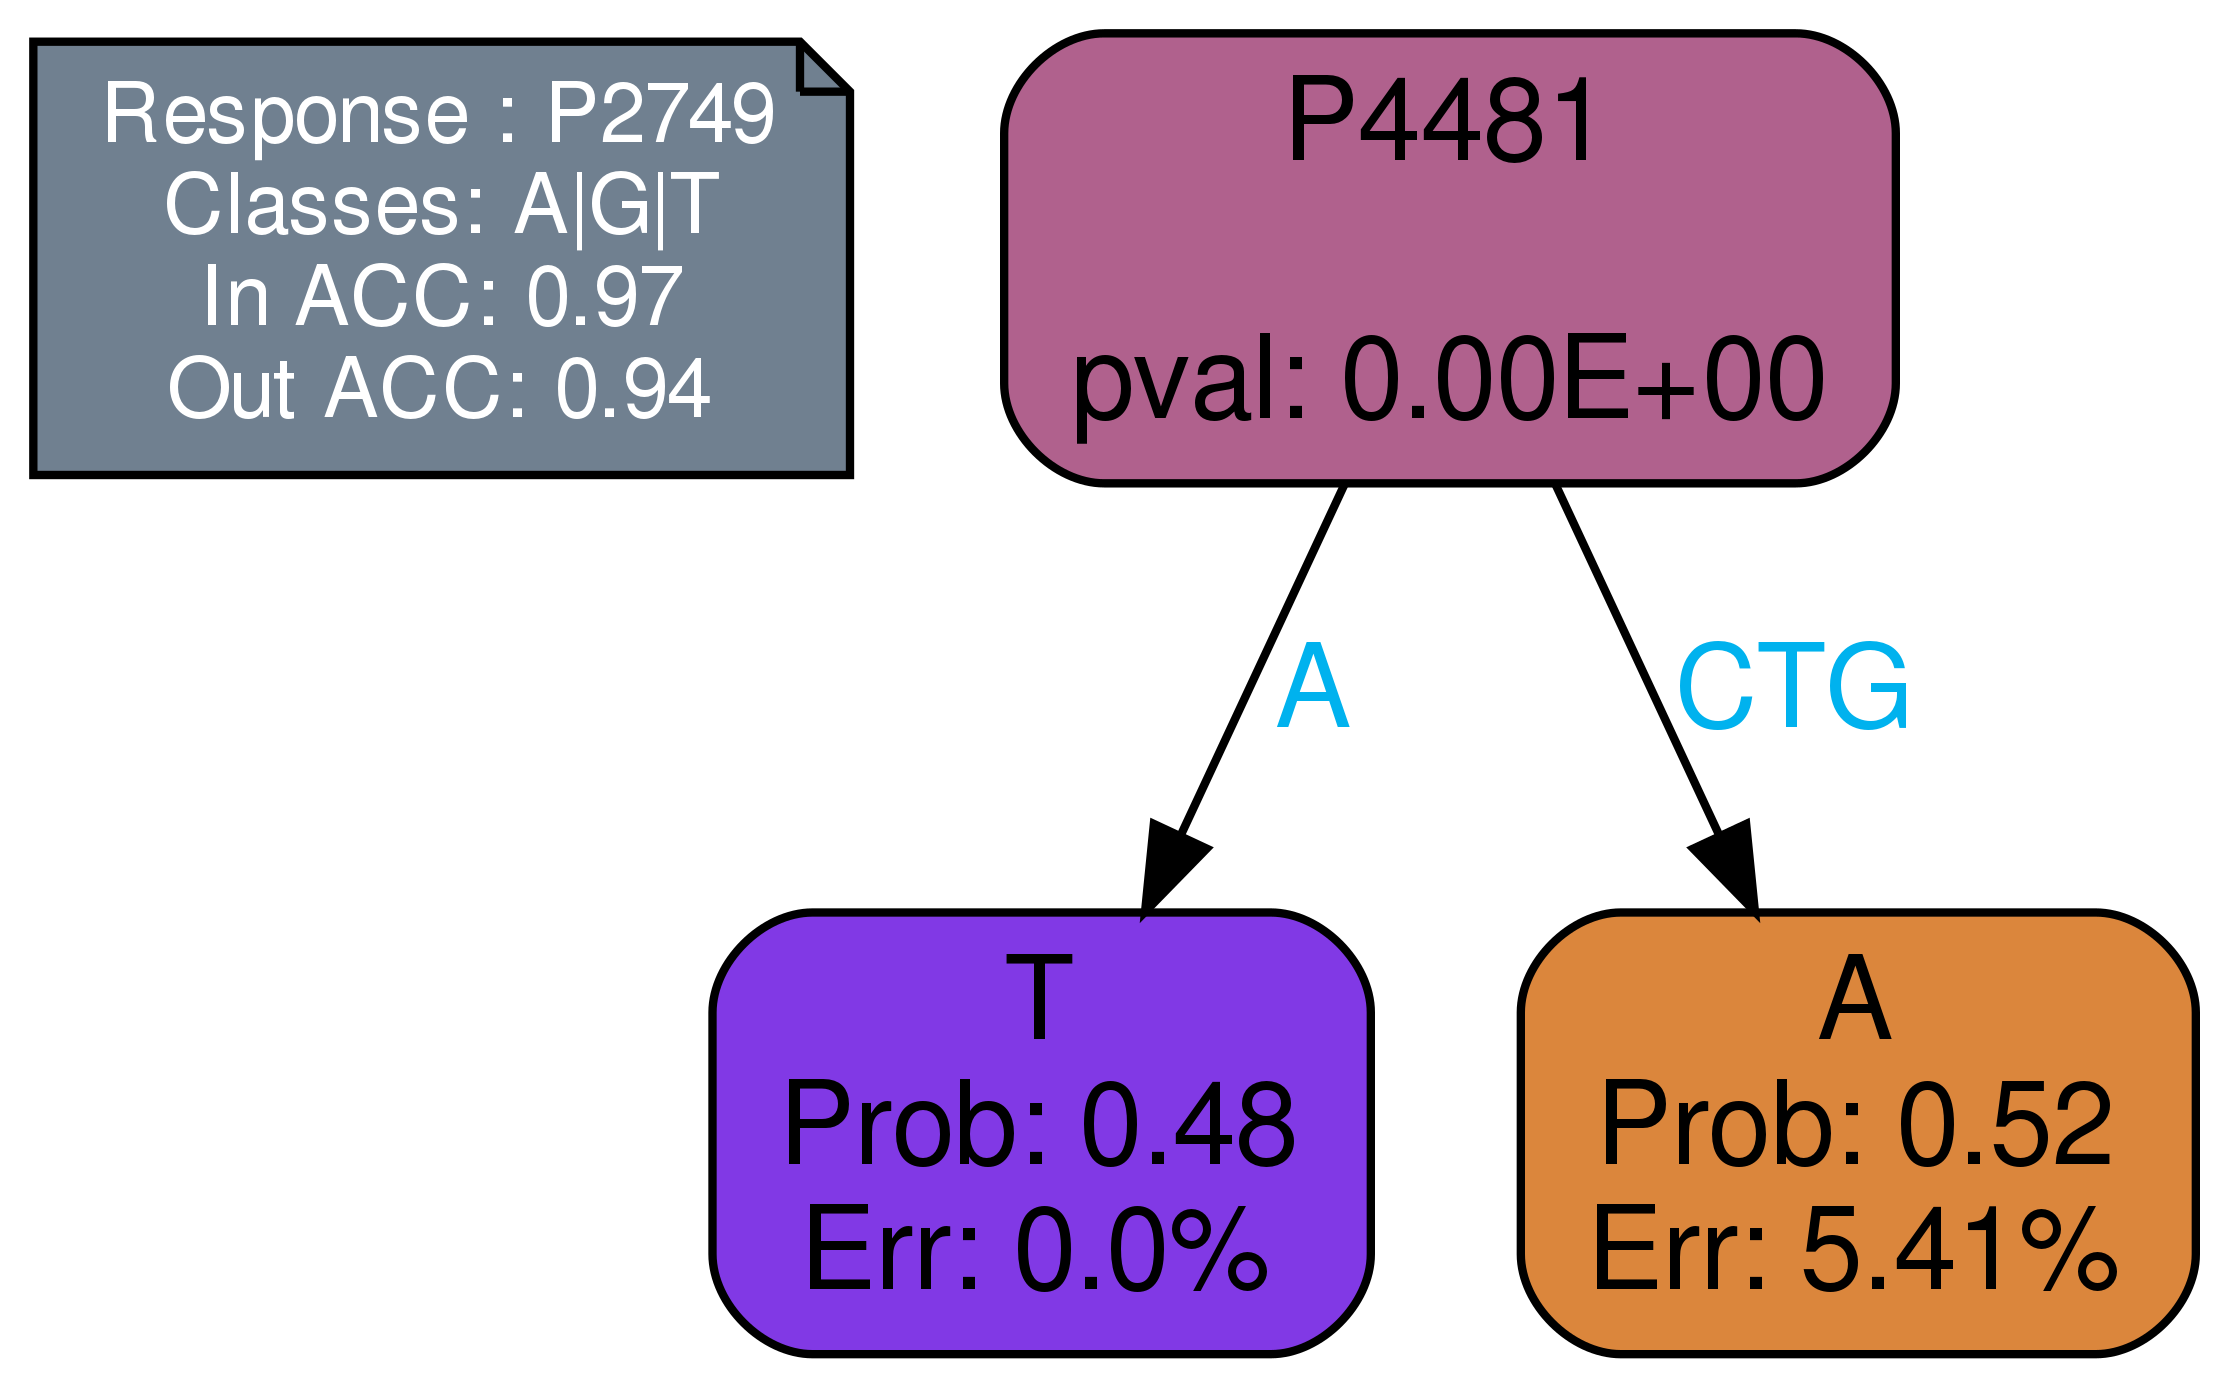 Response : P2749
Classes: A|G|T
In ACC: 0.97
Out ACC: 0.94
P4481
pval: 0.00E+00
A
CTG
T
Prob: 0.48
Err: 0.0%
A
Prob: 0.52
Err: 5.41%